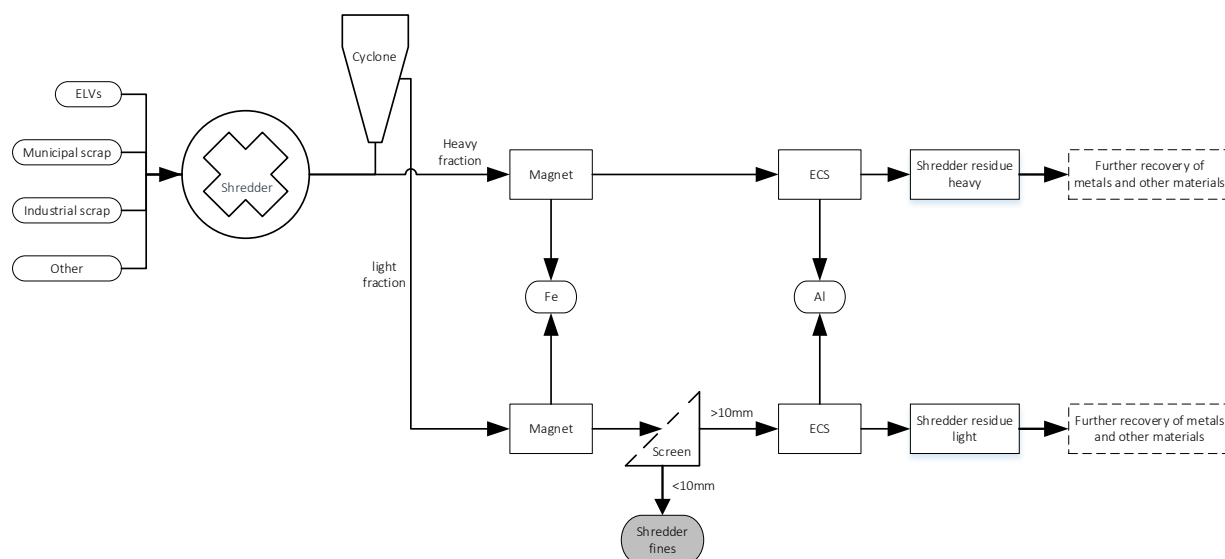 Cyclone
ELVs
Municipal scrap
Industrial scrap
Other
Shredder
Heavy
fraction
light
fraction
Magnet
ECS
Shredder residue
heavy
Further recovery of
metals and other materials
Fe
Al
Magnet
Screen
>10mm
<10mm
ECS
Shredder residue
light
Further recovery of metals
and other materials
Shredder
fines